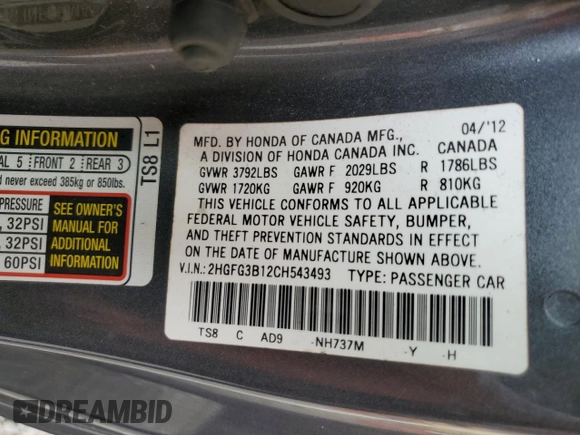 G INFORMATION
AL 5 FRONT 2 REAR 3
d never exceed 385kg or 850lbs.
PRESSURE
, 32PSI
, 32PSI
60PSI
SEE OWNER'S
MANUAL FOR
ADDITIONAL
INFORMATION
TS8 L1
MFD. BY HONDA OF CANADA MFG., 04/'12
A DIVISION OF HONDA CANADA INC. CANADA
GVWR 3792LBS GAWR F 2029LBS R 1786LBS
GVWR 1720KG GAWR F 920KG R 810KG
THIS VEHICLE CONFORMS TO ALL APPLICABLE
FEDERAL MOTOR VEHICLE SAFETY, BUMPER,
AND THEFT PREVENTION STANDARDS IN EFFECT
ON THE DATE OF MANUFACTURE SHOWN ABOVE.
V.I.N.: 2HGFG3B12CH543493 TYPE: PASSENGER CAR
TS8 C AD9 -NH737M -Y -H
DREAMBID